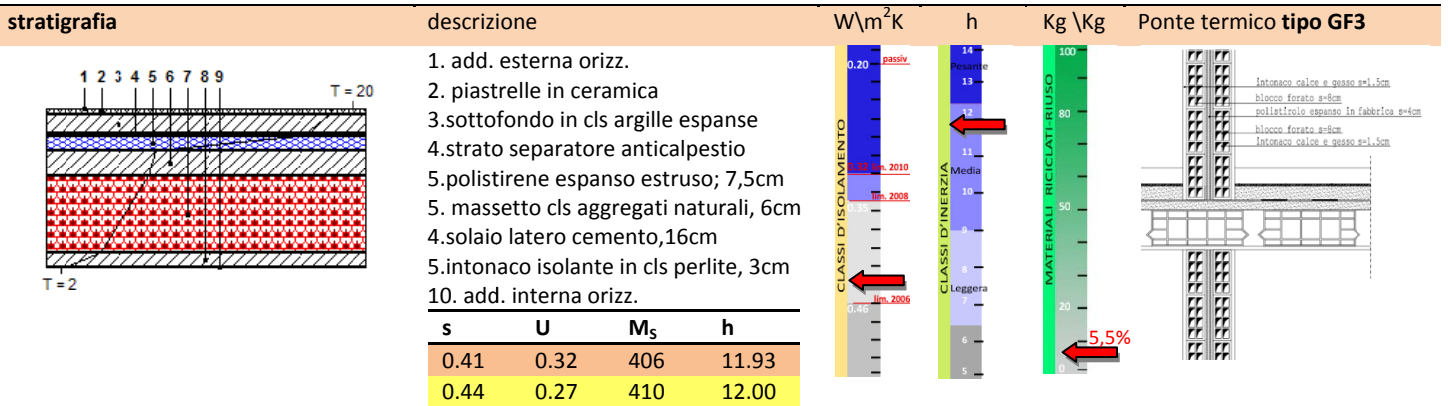 stratigrafia descrizione W\m²K h Kg \Kg Ponte termico tipo GF3
1 2 3 4 5 6 7 8 9
T = 20
T = 2
1. add. esterna orizz.
2. piastrelle in ceramica
3.sottofondo in cls argille espanse
4.strato separatore anticalpestio
5.polistirene espanso estruso; 7,5cm
5. massetto cls aggregati naturali, 6cm
4.solaio latero cemento,16cm
5.intonaco isolante in cls perlite, 3cm
10. add. interna orizz.
s U MS h
0.41 0.32 406 11.93
0.44 0.27 410 12.00
CLASSI D'ISOLAMENTO
0.20 passiv
0.32 lim. 2010
lim. 2008
0.35
lim. 2006
0.46
CLASSI D'INERZIA
14
Pesante
13
12
11
Media
10
9
8
Leggera
7
6
5
MATERIALI RICICLATI-RIUSO
100
80
50
20
5,5%
0
Intonaco calce e gesso s=1.5cm
blocco forato s=8cm
polistirolo espanso in fabbrica s=4cm
blocco forato s=8cm
Intonaco calce e gesso s=1.5cm